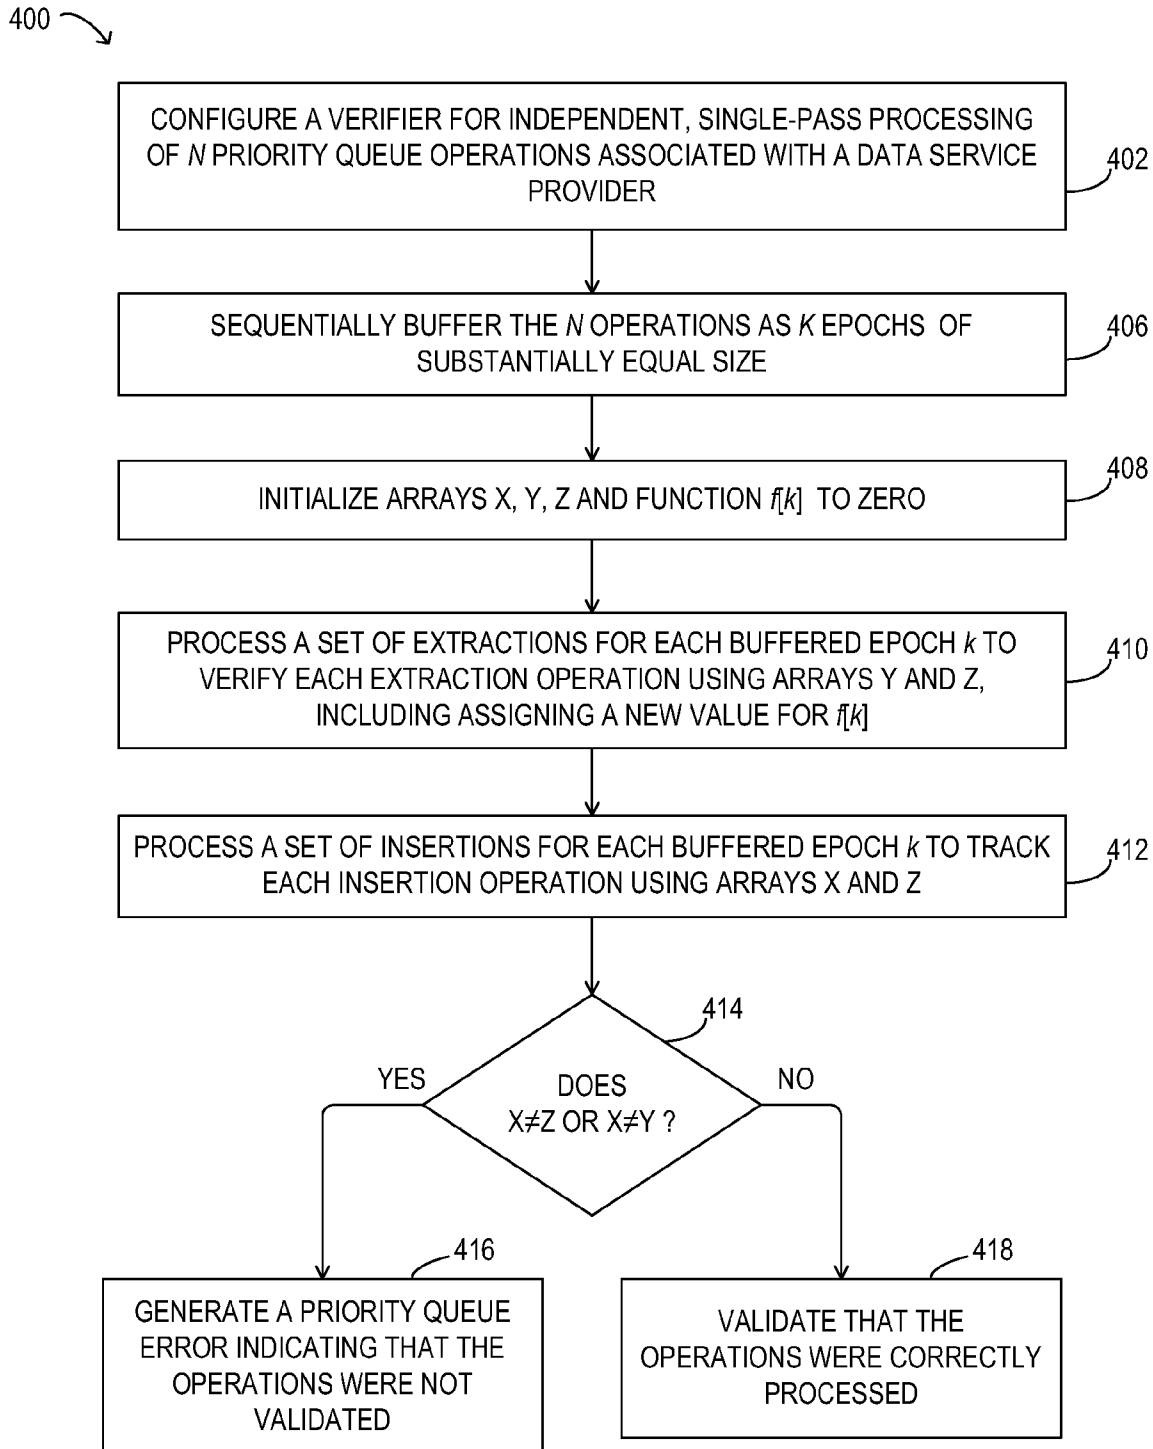 400
CONFIGURE A VERIFIER FOR INDEPENDENT, SINGLE-PASS PROCESSING
OF N PRIORITY QUEUE OPERATIONS ASSOCIATED WITH A DATA SERVICE
PROVIDER
402
SEQUENTIALLY BUFFER THE N OPERATIONS AS K EPOCHS OF
SUBSTANTIALLY EQUAL SIZE
406
INITIALIZE ARRAYS X, Y, Z AND FUNCTION f[k] TO ZERO
408
PROCESS A SET OF EXTRACTIONS FOR EACH BUFFERED EPOCH k TO
VERIFY EACH EXTRACTION OPERATION USING ARRAYS Y AND Z,
INCLUDING ASSIGNING A NEW VALUE FOR f[k]
410
PROCESS A SET OF INSERTIONS FOR EACH BUFFERED EPOCH k TO TRACK
EACH INSERTION OPERATION USING ARRAYS X AND Z
412
414
YES
NO
DOES
X≠Z OR X≠Y ?
416
GENERATE A PRIORITY QUEUE
ERROR INDICATING THAT THE
OPERATIONS WERE NOT
VALIDATED
418
VALIDATE THAT THE
OPERATIONS WERE CORRECTLY
PROCESSED